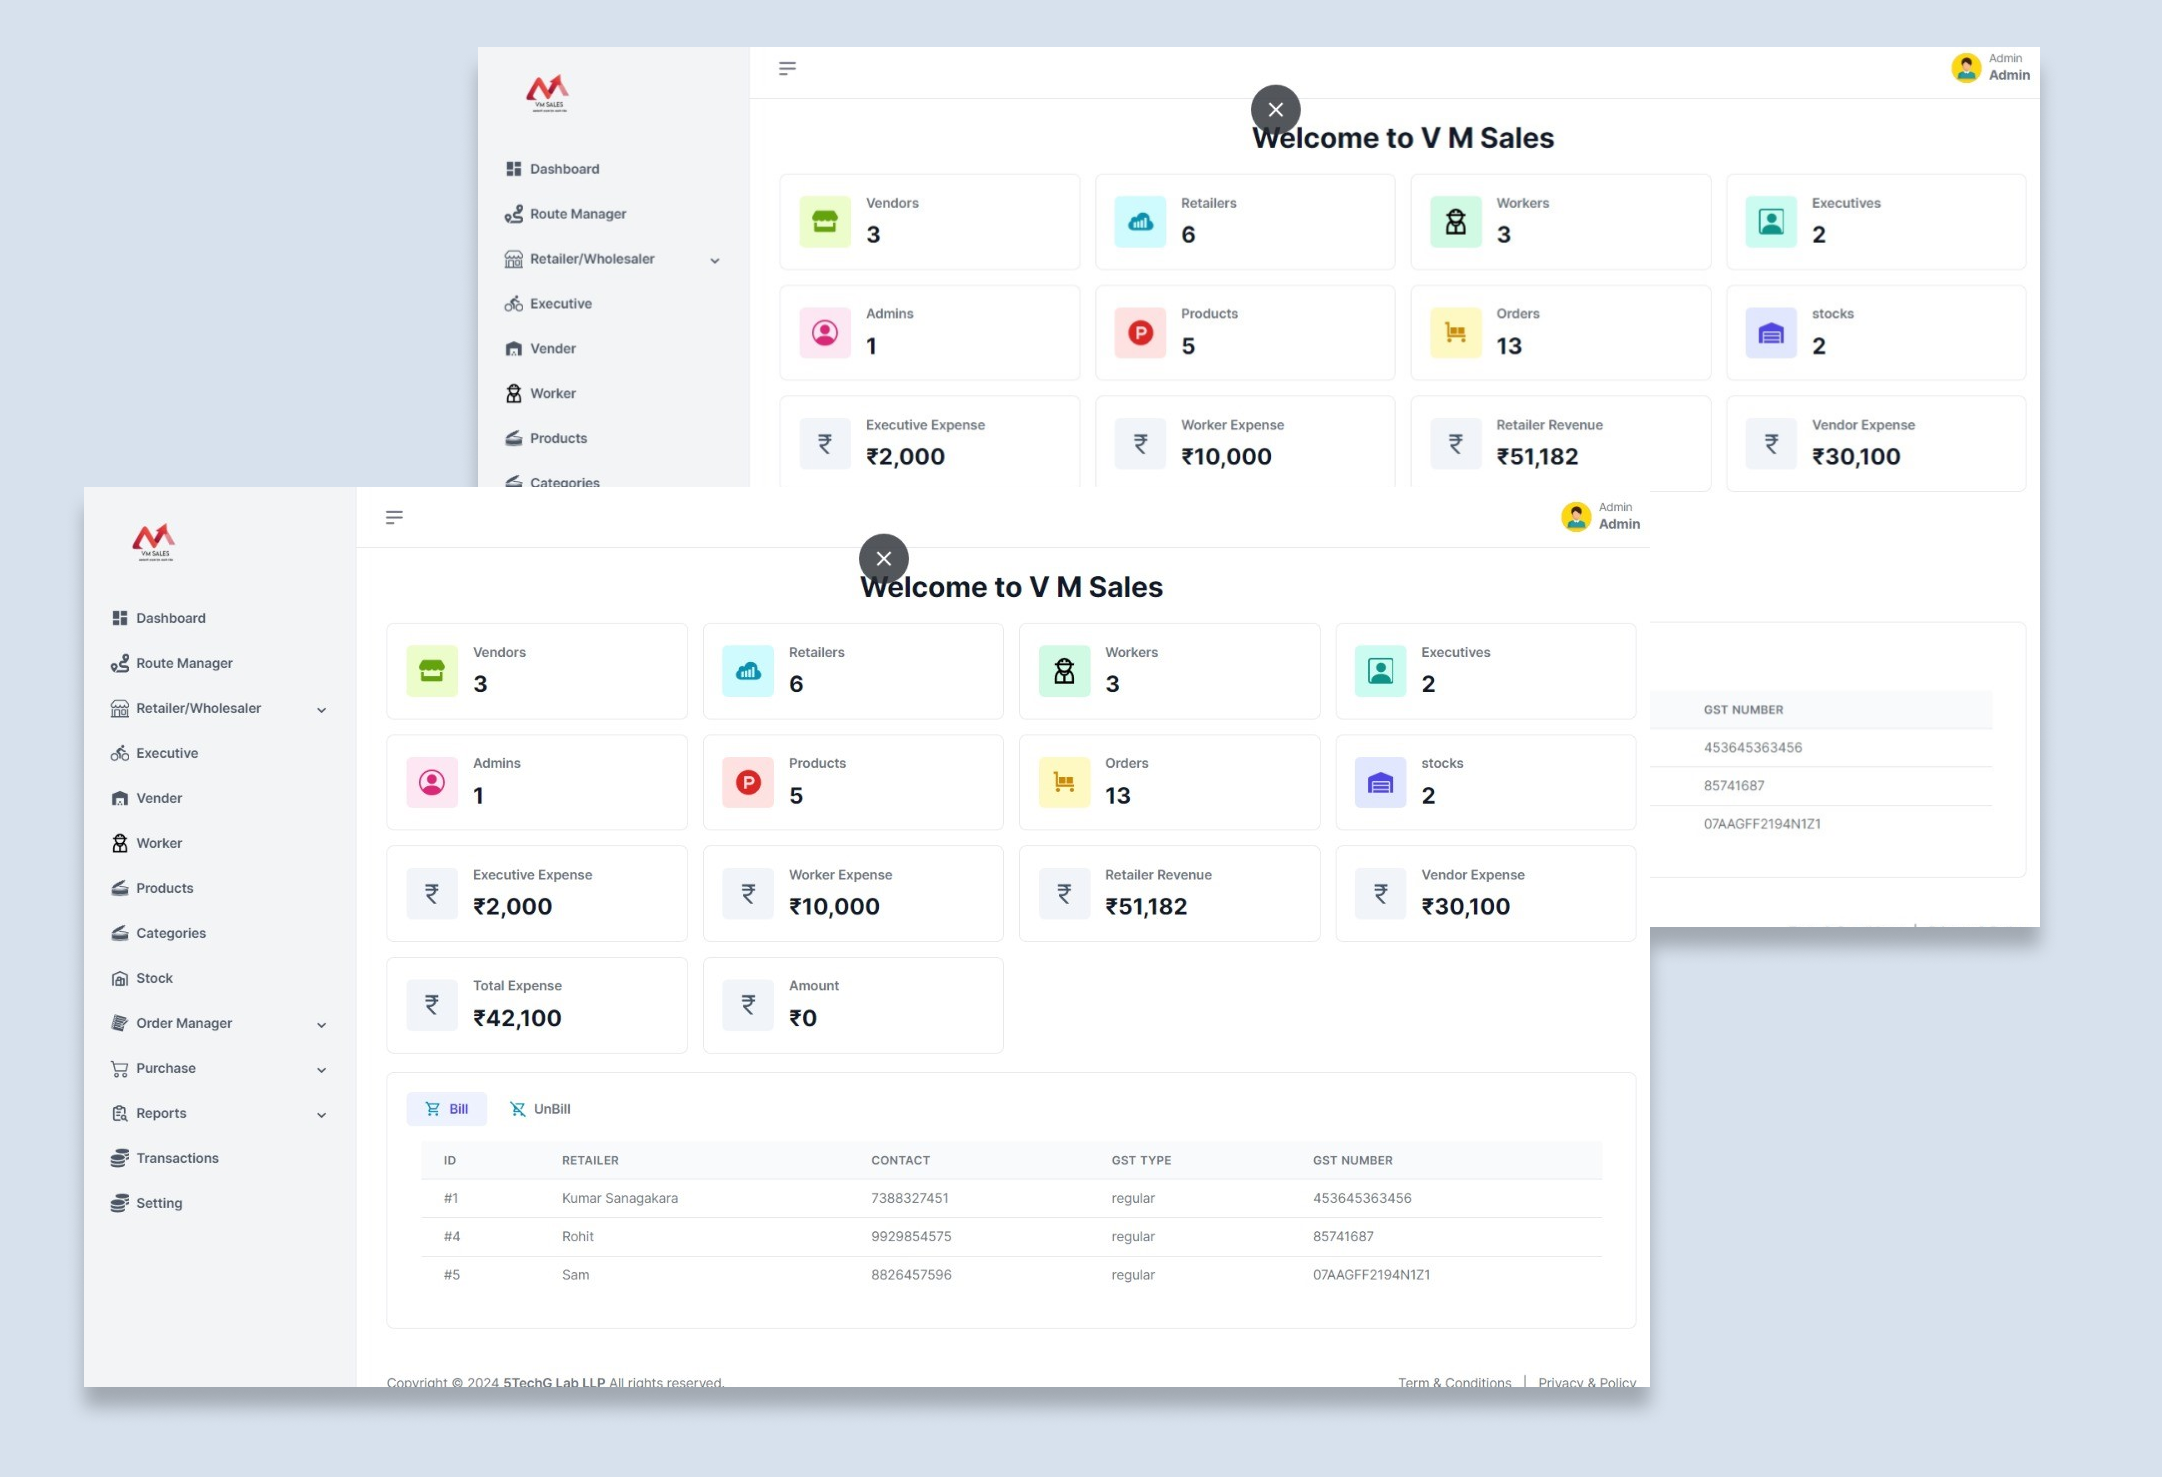 VM SALES
Admin
Admin
Welcome to V M Sales
Dashboard
Route Manager
Retailer/Wholesaler
Executive
Vender
Worker
Products
Categories
Vendors
3
Retailers
6
Workers
3
Executives
2
Admins
1
Products
5
Orders
13
stocks
2
Executive Expense
₹2,000
Worker Expense
₹10,000
Retailer Revenue
₹51,182
Vendor Expense
₹30,100
GST NUMBER
453645363456
85741687
07AAGFF2194N1Z1
VM SALES
Admin
Admin
Welcome to V M Sales
Dashboard
Route Manager
Retailer/Wholesaler
Executive
Vender
Worker
Products
Categories
Stock
Order Manager
Purchase
Reports
Transactions
Setting
Vendors
3
Retailers
6
Workers
3
Executives
2
Admins
1
Products
5
Orders
13
stocks
2
Executive Expense
₹2,000
Worker Expense
₹10,000
Retailer Revenue
₹51,182
Vendor Expense
₹30,100
Total Expense
₹42,100
Amount
₹0
Bill UnBill
ID RETAILER CONTACT GST TYPE GST NUMBER
#1 Kumar Sanagakara 7388327451 regular 453645363456
#4 Rohit 9929854575 regular 85741687
#5 Sam 8826457596 regular 07AAGFF2194N1Z1
Copyright © 2024 5TechG Lab LLP All rights reserved.
Term & Conditions | Privacy & Policy